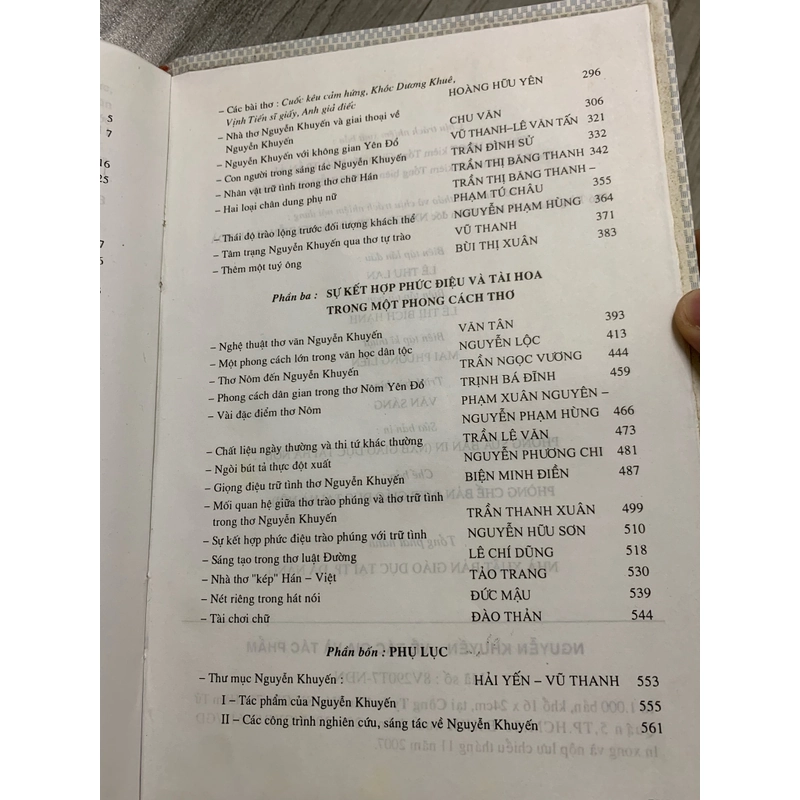 – Các bài thơ : Cuốc kêu cảm hứng, Khóc Dương Khuê,
Vịnh Tiến sĩ giấy, Anh giả điếc HOÀNG HỮU YÊN 296
– Nhà thơ Nguyễn Khuyến và giai thoại về
Nguyễn Khuyến CHU VĂN 306
– Nguyễn Khuyến với không gian Yên Đổ VŨ THANH–LÊ VĂN TẤN 321
– Con người trong sáng tác Nguyễn Khuyến TRẦN ĐÌNH SỬ 332
– Nhân vật trữ tình trong thơ chữ Hán TRẦN THỊ BĂNG THANH 342
– Hai loại chân dung phụ nữ TRẦN THỊ BĂNG THANH –
PHẠM TÚ CHÂU 355
– Thái độ trào lộng trước đối tượng khách thể NGUYỄN PHẠM HÙNG 364
– Tâm trạng Nguyễn Khuyến qua thơ tự trào VŨ THANH 371
– Thêm một tuý ông BÙI THỊ XUÂN 383
Phần ba : SỰ KẾT HỢP PHỨC ĐIỆU VÀ TÀI HOA
TRONG MỘT PHONG CÁCH THƠ
– Nghệ thuật thơ văn Nguyễn Khuyến VĂN TÂN 393
– Một phong cách lớn trong văn học dân tộc NGUYỄN LỘC 413
– Thơ Nôm đến Nguyễn Khuyến TRẦN NGỌC VƯƠNG 444
– Phong cách dân gian trong thơ Nôm Yên Đổ TRỊNH BÁ ĐĨNH 459
– Vài đặc điểm thơ Nôm PHẠM XUÂN NGUYÊN –
NGUYỄN PHẠM HÙNG 466
– Chất liệu ngày thường và thi tứ khác thường TRẦN LÊ VĂN 473
– Ngòi bút tả thực đột xuất NGUYỄN PHƯƠNG CHI 481
– Giọng điệu trữ tình thơ Nguyễn Khuyến BIỆN MINH ĐIỀN 487
– Mối quan hệ giữa thơ trào phúng và thơ trữ tình
trong thơ Nguyễn Khuyến TRẦN THANH XUÂN 499
– Sự kết hợp phức điệu trào phúng với trữ tình NGUYỄN HỮU SƠN 510
– Sáng tạo trong thơ luật Đường LÊ CHÍ DŨNG 518
– Nhà thơ "kép" Hán – Việt TẢO TRANG 530
– Nét riêng trong hát nói ĐỨC MẬU 539
– Tài chơi chữ ĐÀO THẢN 544
Phần bốn : PHỤ LỤC
– Thư mục Nguyễn Khuyến : HẢI YẾN – VŨ THANH 553
I – Tác phẩm của Nguyễn Khuyến 555
II – Các công trình nghiên cứu, sáng tác về Nguyễn Khuyến 561